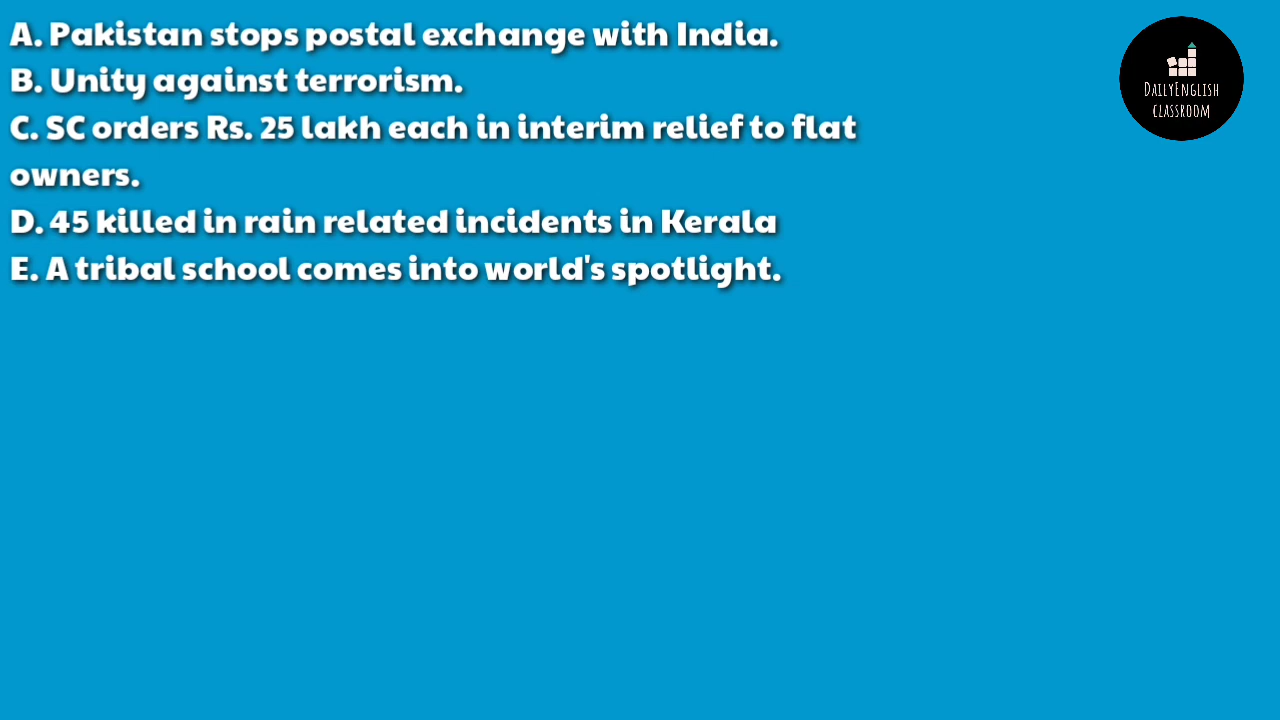 A. Pakistan stops postal exchange with India.
B. Unity against terrorism.
C. SC orders Rs. 25 lakh each in interim relief to flat
owners.
D. 45 killed in rain related incidents in Kerala
E. A tribal school comes into world's spotlight.
DAILYENGLISH
CLASSROOM